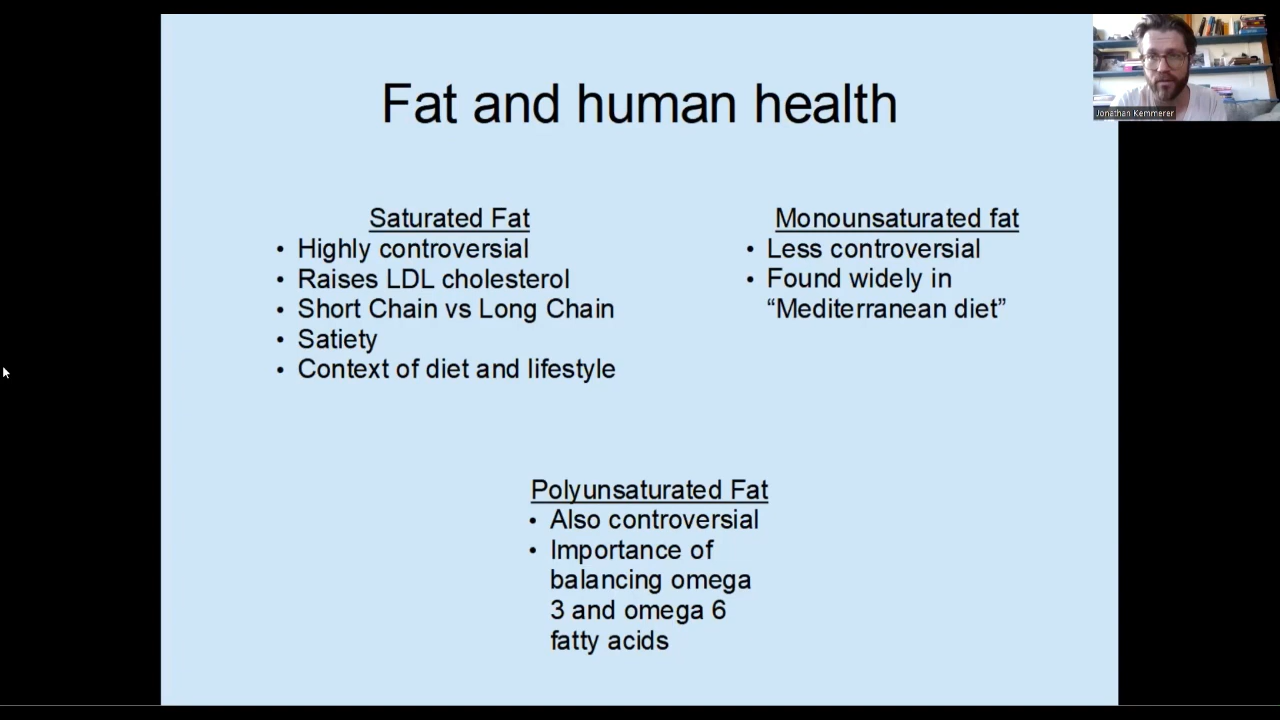 Fat and human health
Jonathan Kemmerer
Saturated Fat
• Highly controversial
• Raises LDL cholesterol
• Short Chain vs Long Chain
• Satiety
• Context of diet and lifestyle
Monounsaturated fat
• Less controversial
• Found widely in
“Mediterranean diet”
Polyunsaturated Fat
• Also controversial
• Importance of
balancing omega
3 and omega 6
fatty acids